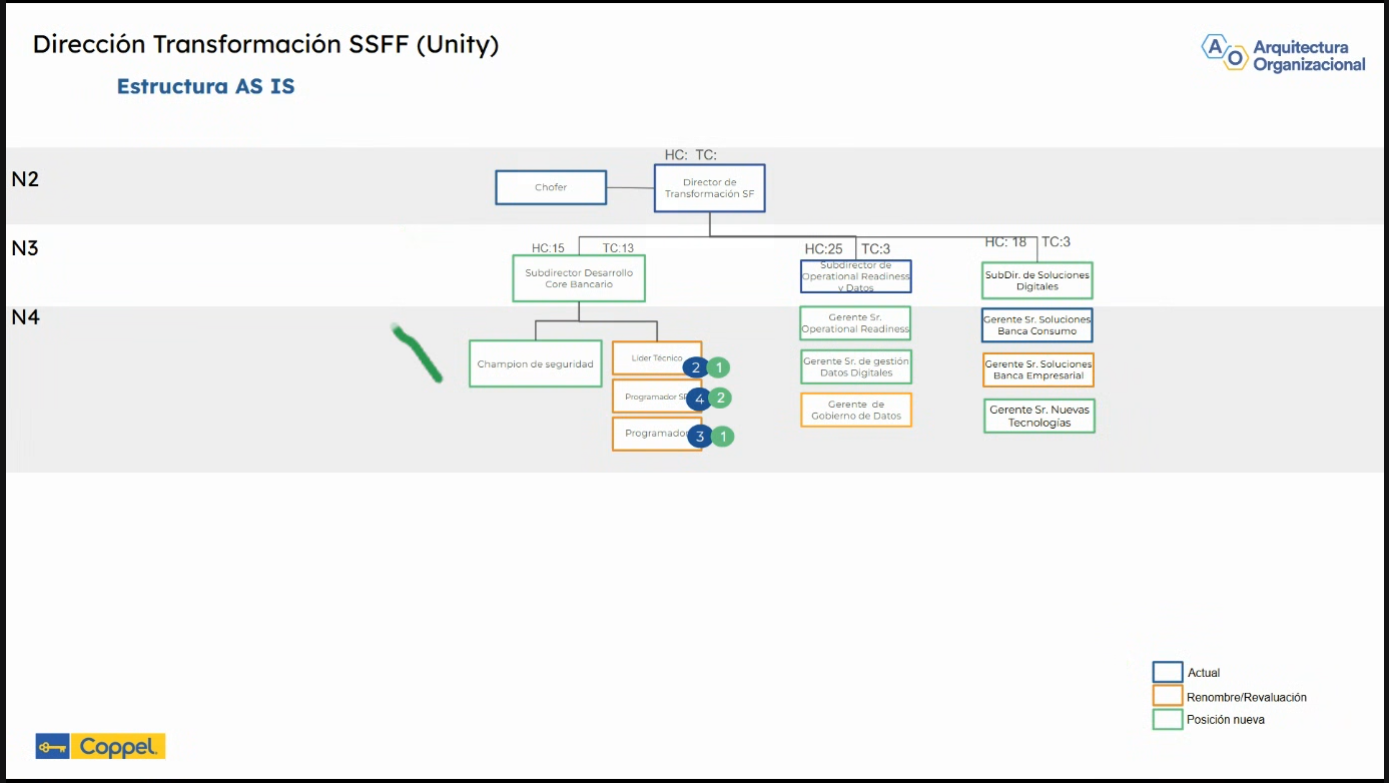 Dirección Transformación SSFF (Unity)
Estructura AS IS
AO Arquitectura
Organizacional
N2
HC: TC:
Chofer
Director de
Transformación SF
N3
HC:15 TC:13
Subdirector Desarrollo
Core Bancario
HC:25 TC:3
Subdirector de
Operational Readiness
y Datos
HC: 18 TC:3
SubDir. de Soluciones
Digitales
N4
Champion de seguridad
Lider Técnico
2 1
Programador
4 2
Programador
3 1
Gerente Sr.
Operational Readiness
Gerente Sr. de gestión
Datos Digitales
Gerente de
Gobierno de Datos
Gerente Sr. Soluciones
Banca Consumo
Gerente Sr. Soluciones
Banca Empresarial
Gerente Sr. Nuevas
Tecnologías
Actual
Renombre/Revaluación
Posición nueva
Coppel.